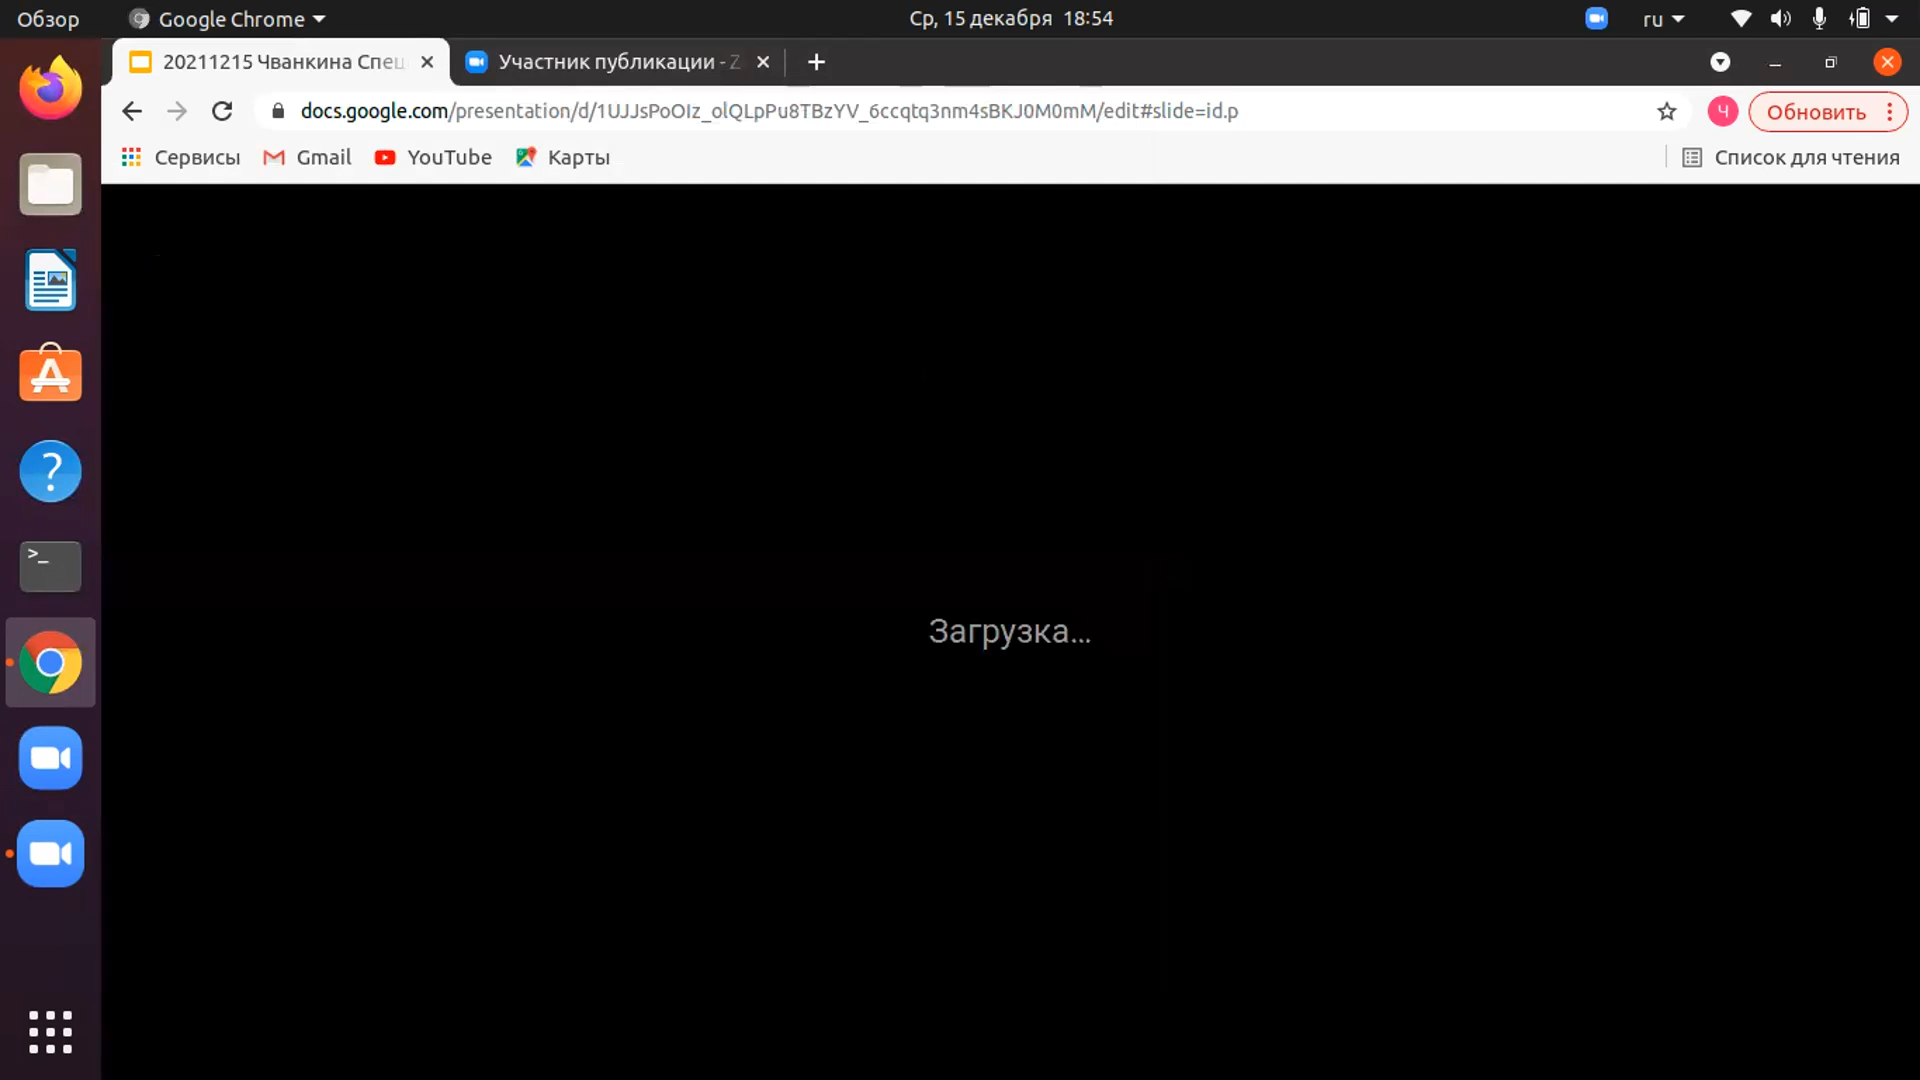 Обзор
Google Chrome
Ср, 15 декабря 18:54
ru
20211215 Чванкина Спец
Участник публикации - Z
docs.google.com/presentation/d/1UJJsPoOIz_olQLpPu8TBzYV_6ccqtq3nm4sBKJ0M0mM/edit#slide=id.p
Ч
Обновить
Сервисы
Gmail
YouTube
Карты
Список для чтения
Загрузка...